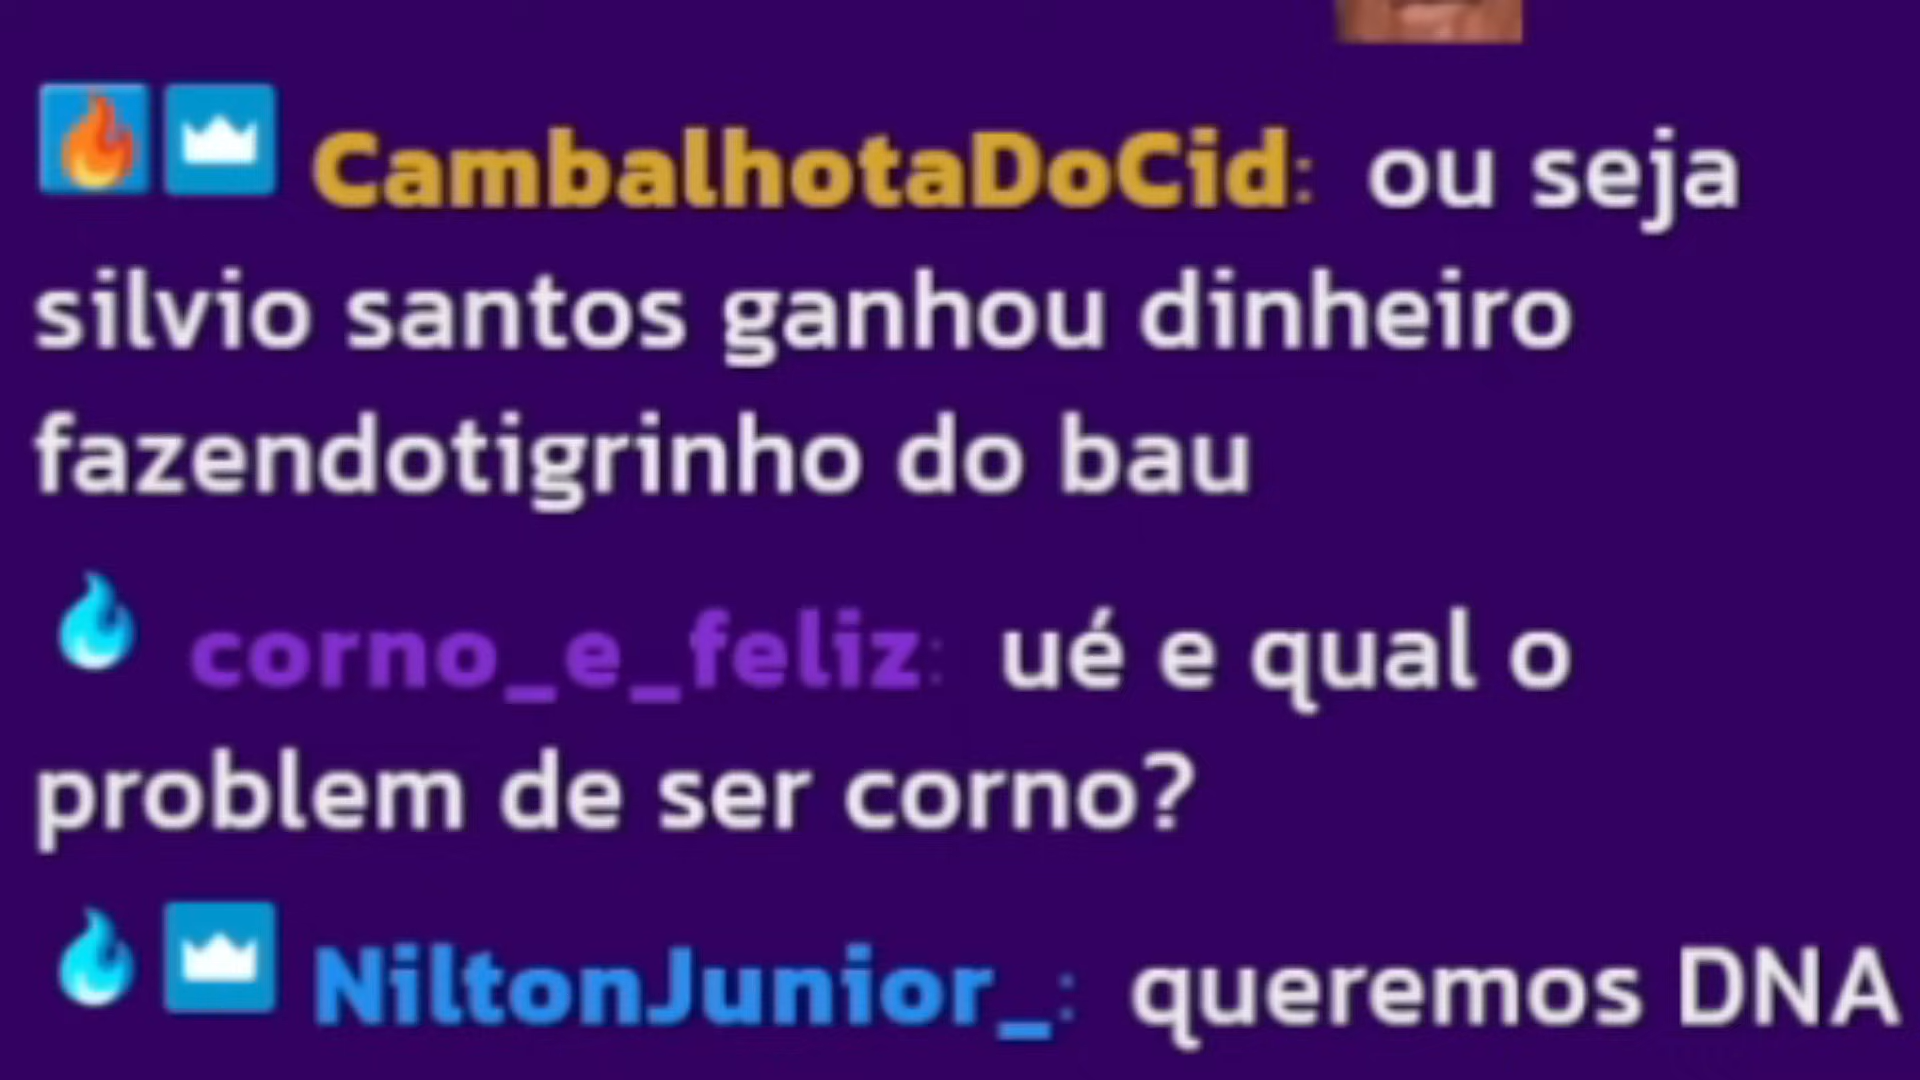 CambalhotaDoCid: ou seja
silvio santos ganhou dinheiro
fazendotigrinho do bau
corno_e_feliz: ué e qual o
problem de ser corno?
NiltonJunior_: queremos DNA